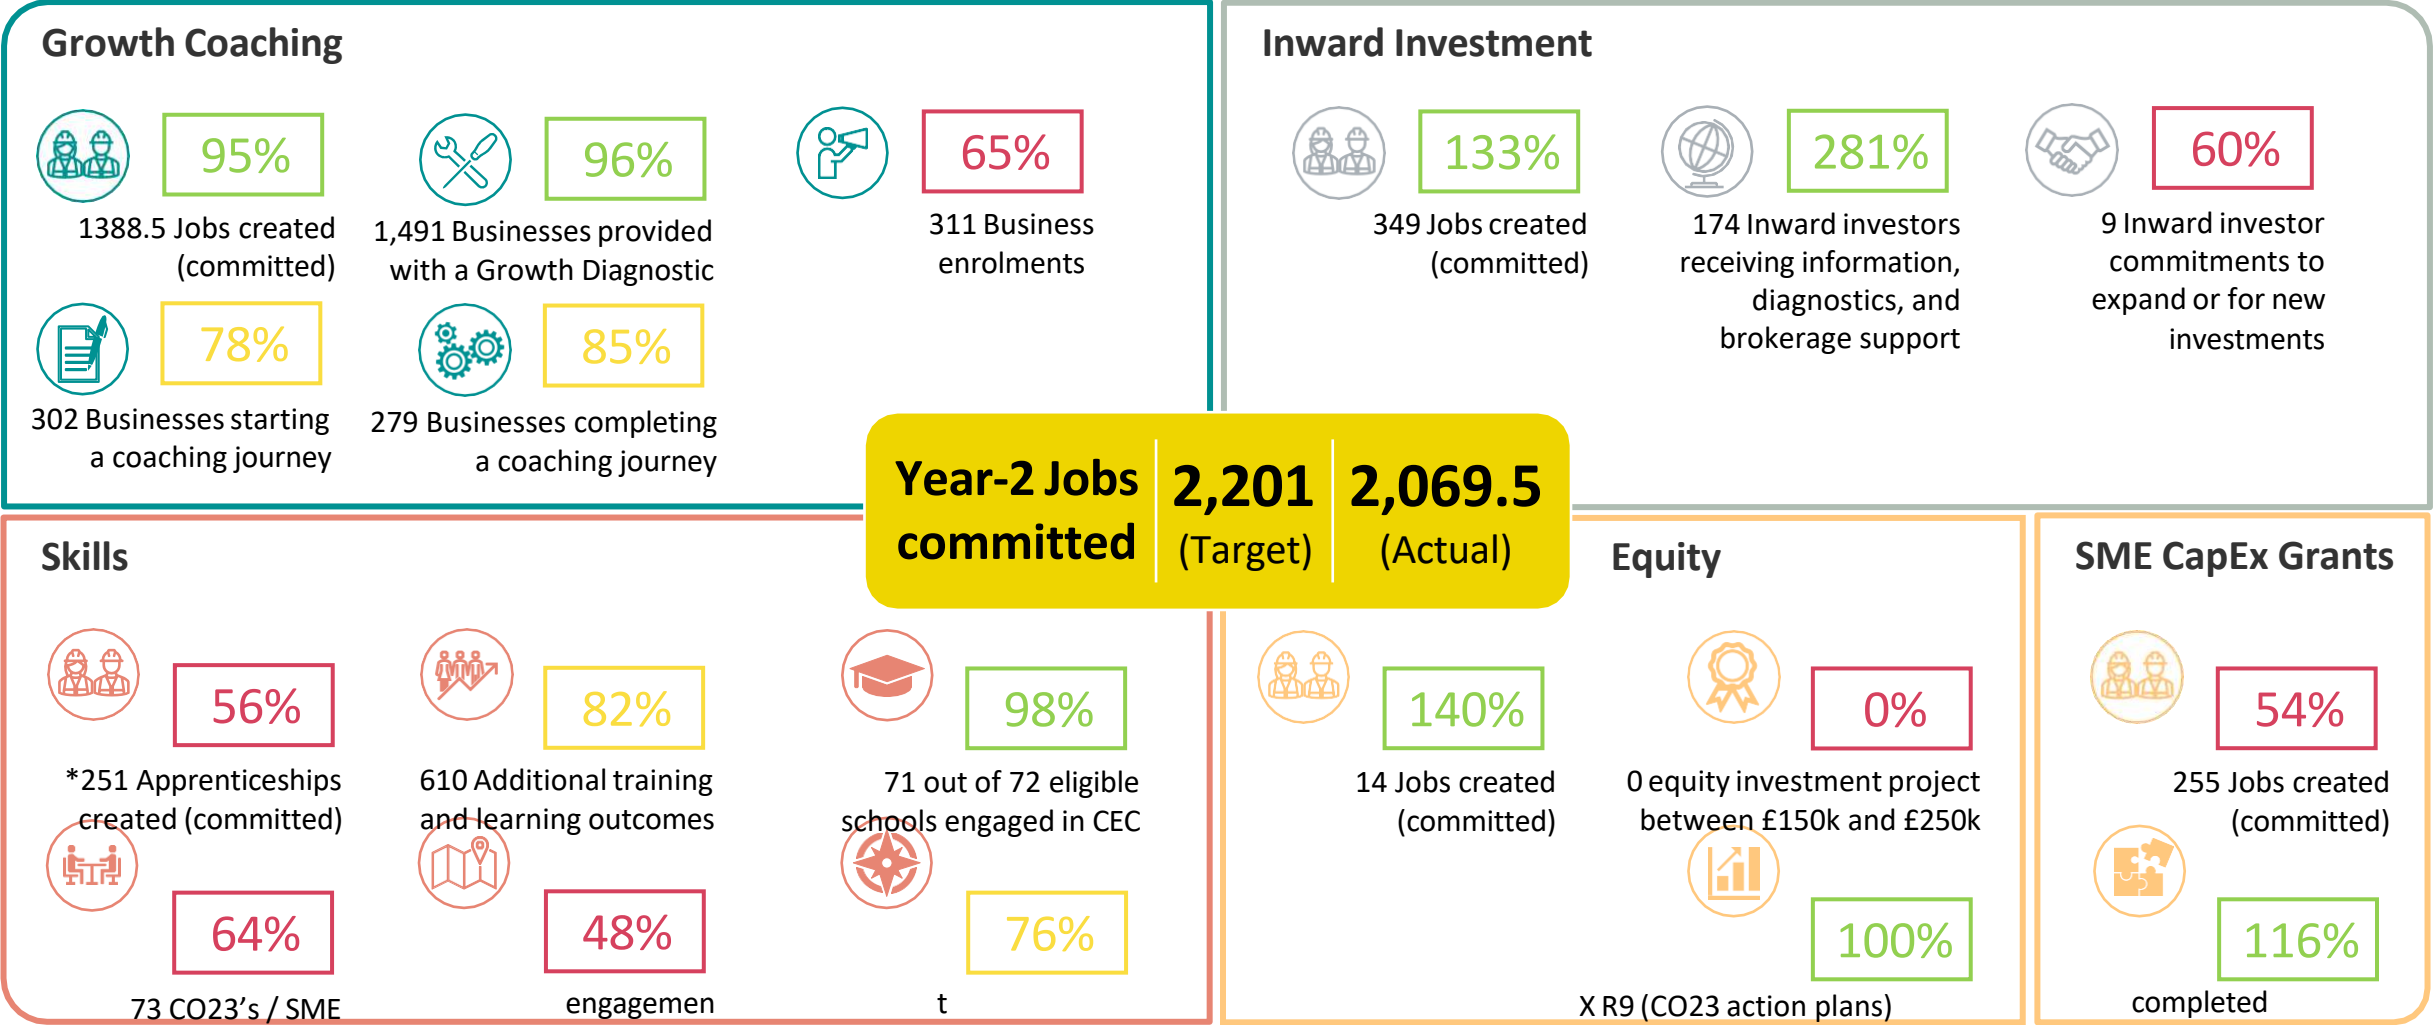 Growth Coaching
95%
1388.5 Jobs created
(committed)
96%
1,491 Businesses provided
with a Growth Diagnostic
65%
311 Business
enrolments
78%
302 Businesses starting
a coaching journey
85%
279 Businesses completing
a coaching journey
Inward Investment
133%
349 Jobs created
(committed)
281%
174 Inward investors
receiving information,
diagnostics, and
brokerage support
60%
9 Inward investor
commitments to
expand or for new
investments
Year-2 Jobs
committed
2,201
(Target)
2,069.5
(Actual)
Skills
56%
*251 Apprenticeships
created (committed)
82%
610 Additional training
and learning outcomes
98%
71 out of 72 eligible
schools engaged in CEC
64%
73 CO23’s / SME
48%
engagemen
76%
t
Equity
140%
14 Jobs created
(committed)
0%
0 equity investment project
between £150k and £250k
100%
X R9 (CO23 action plans)
SME CapEx Grants
54%
255 Jobs created
(committed)
116%
completed